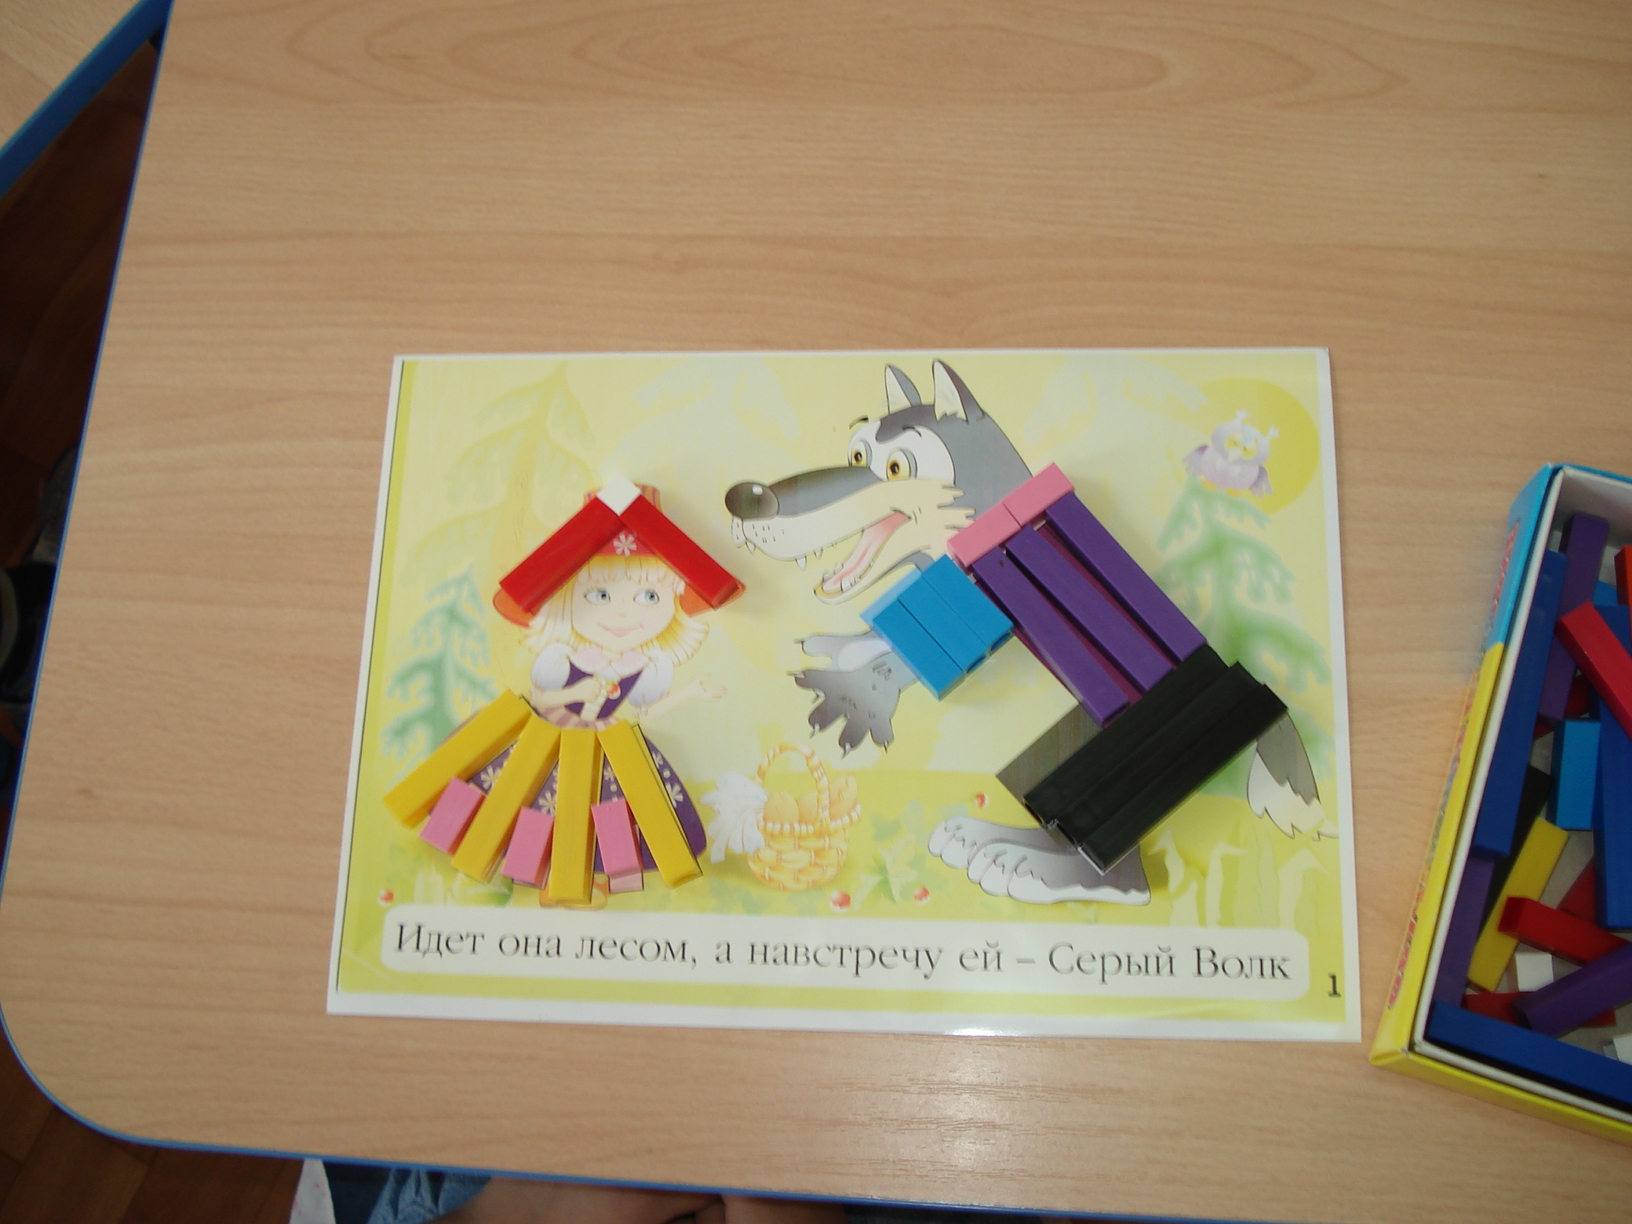 Идет она лесом, а навстречу ей – Серый Волк
1